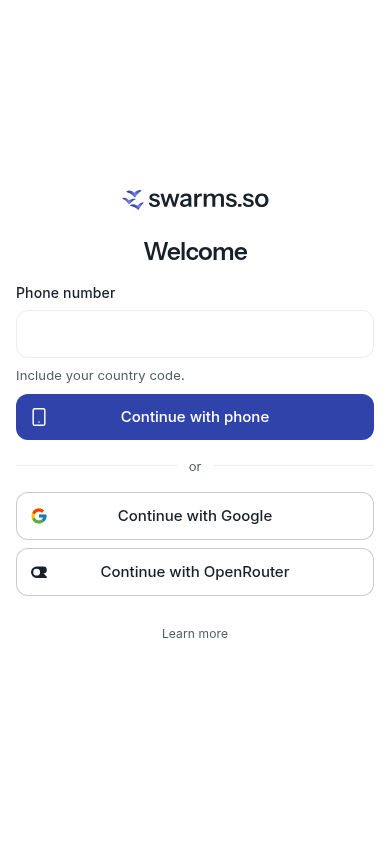 swarms.so
Welcome
Phone number
Include your country code.
Continue with phone
or
Continue with Google
Continue with OpenRouter
Learn more